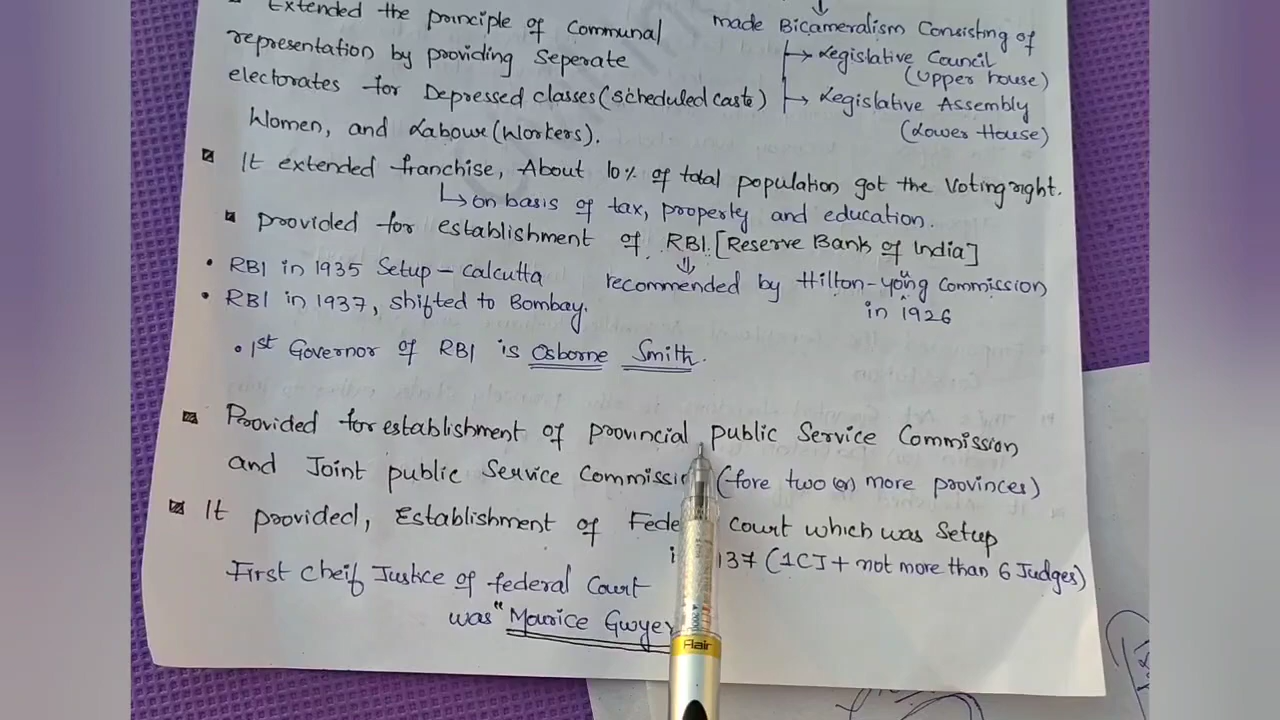 Extended the principle of Communal
representation by providing Seperate
electorates for Depressed classes (Scheduled caste)
Women, and Labour (Workers).
made Bicameralism Consisting of
Legislative Council
(Upper house)
Legislative Assembly
(Lower House)
It extended franchise, About 10% of total population got the Voting right.
on basis of tax, property and education.
provided for establishment of RBI. [Reserve Bank of India]
• RBI in 1935 Setup - Calcutta
recommended by Hilton-young Commission
in 1926
• RBI in 1937, shifted to Bombay.
• 1st Governor of RBI is Osborne Smith.
Provided for establishment of provincial public Service Commission
and Joint public Service (fore two (or) more provinces)
It provided, Establishment of court which was Setup
(1CJ + not more than 6 Judges)
First Cheif Justice of federal Court
was "Maurice Gwyer
Flair